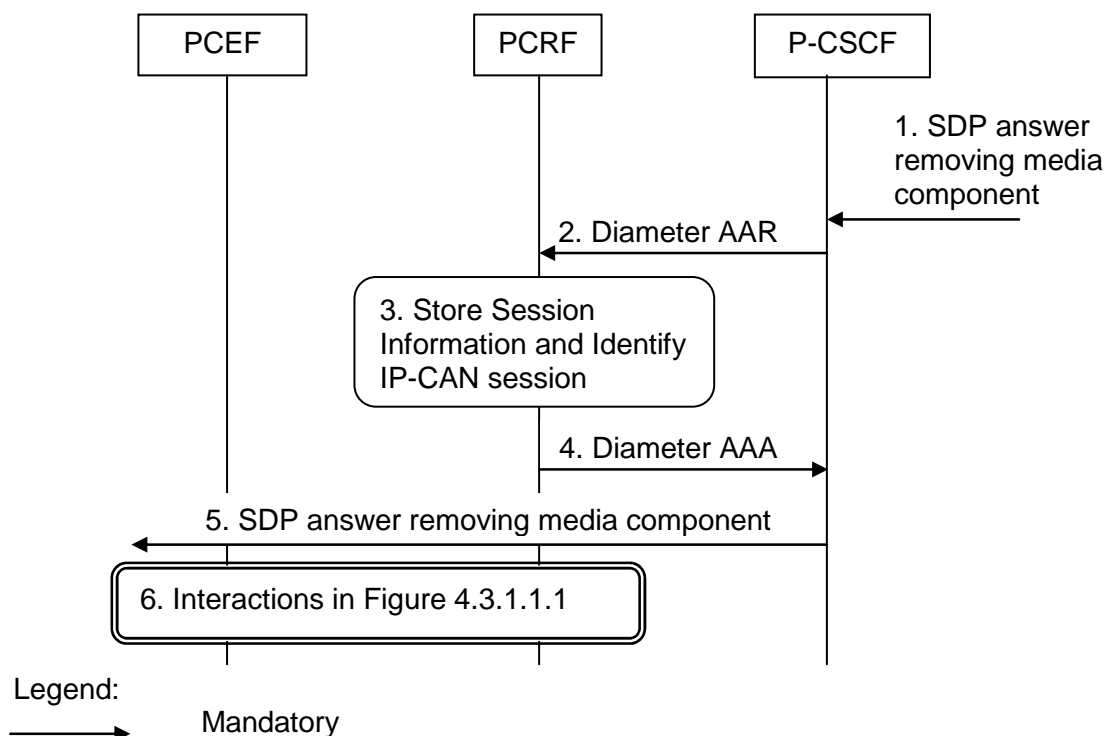 PCEF
PCRF
P-CSCF
1. SDP answer
removing media
component
2. Diameter AAR
3. Store Session
Information and Identify
IP-CAN session
4. Diameter AAA
5. SDP answer removing media component
6. Interactions in Figure 4.3.1.1.1
Legend:
Mandatory